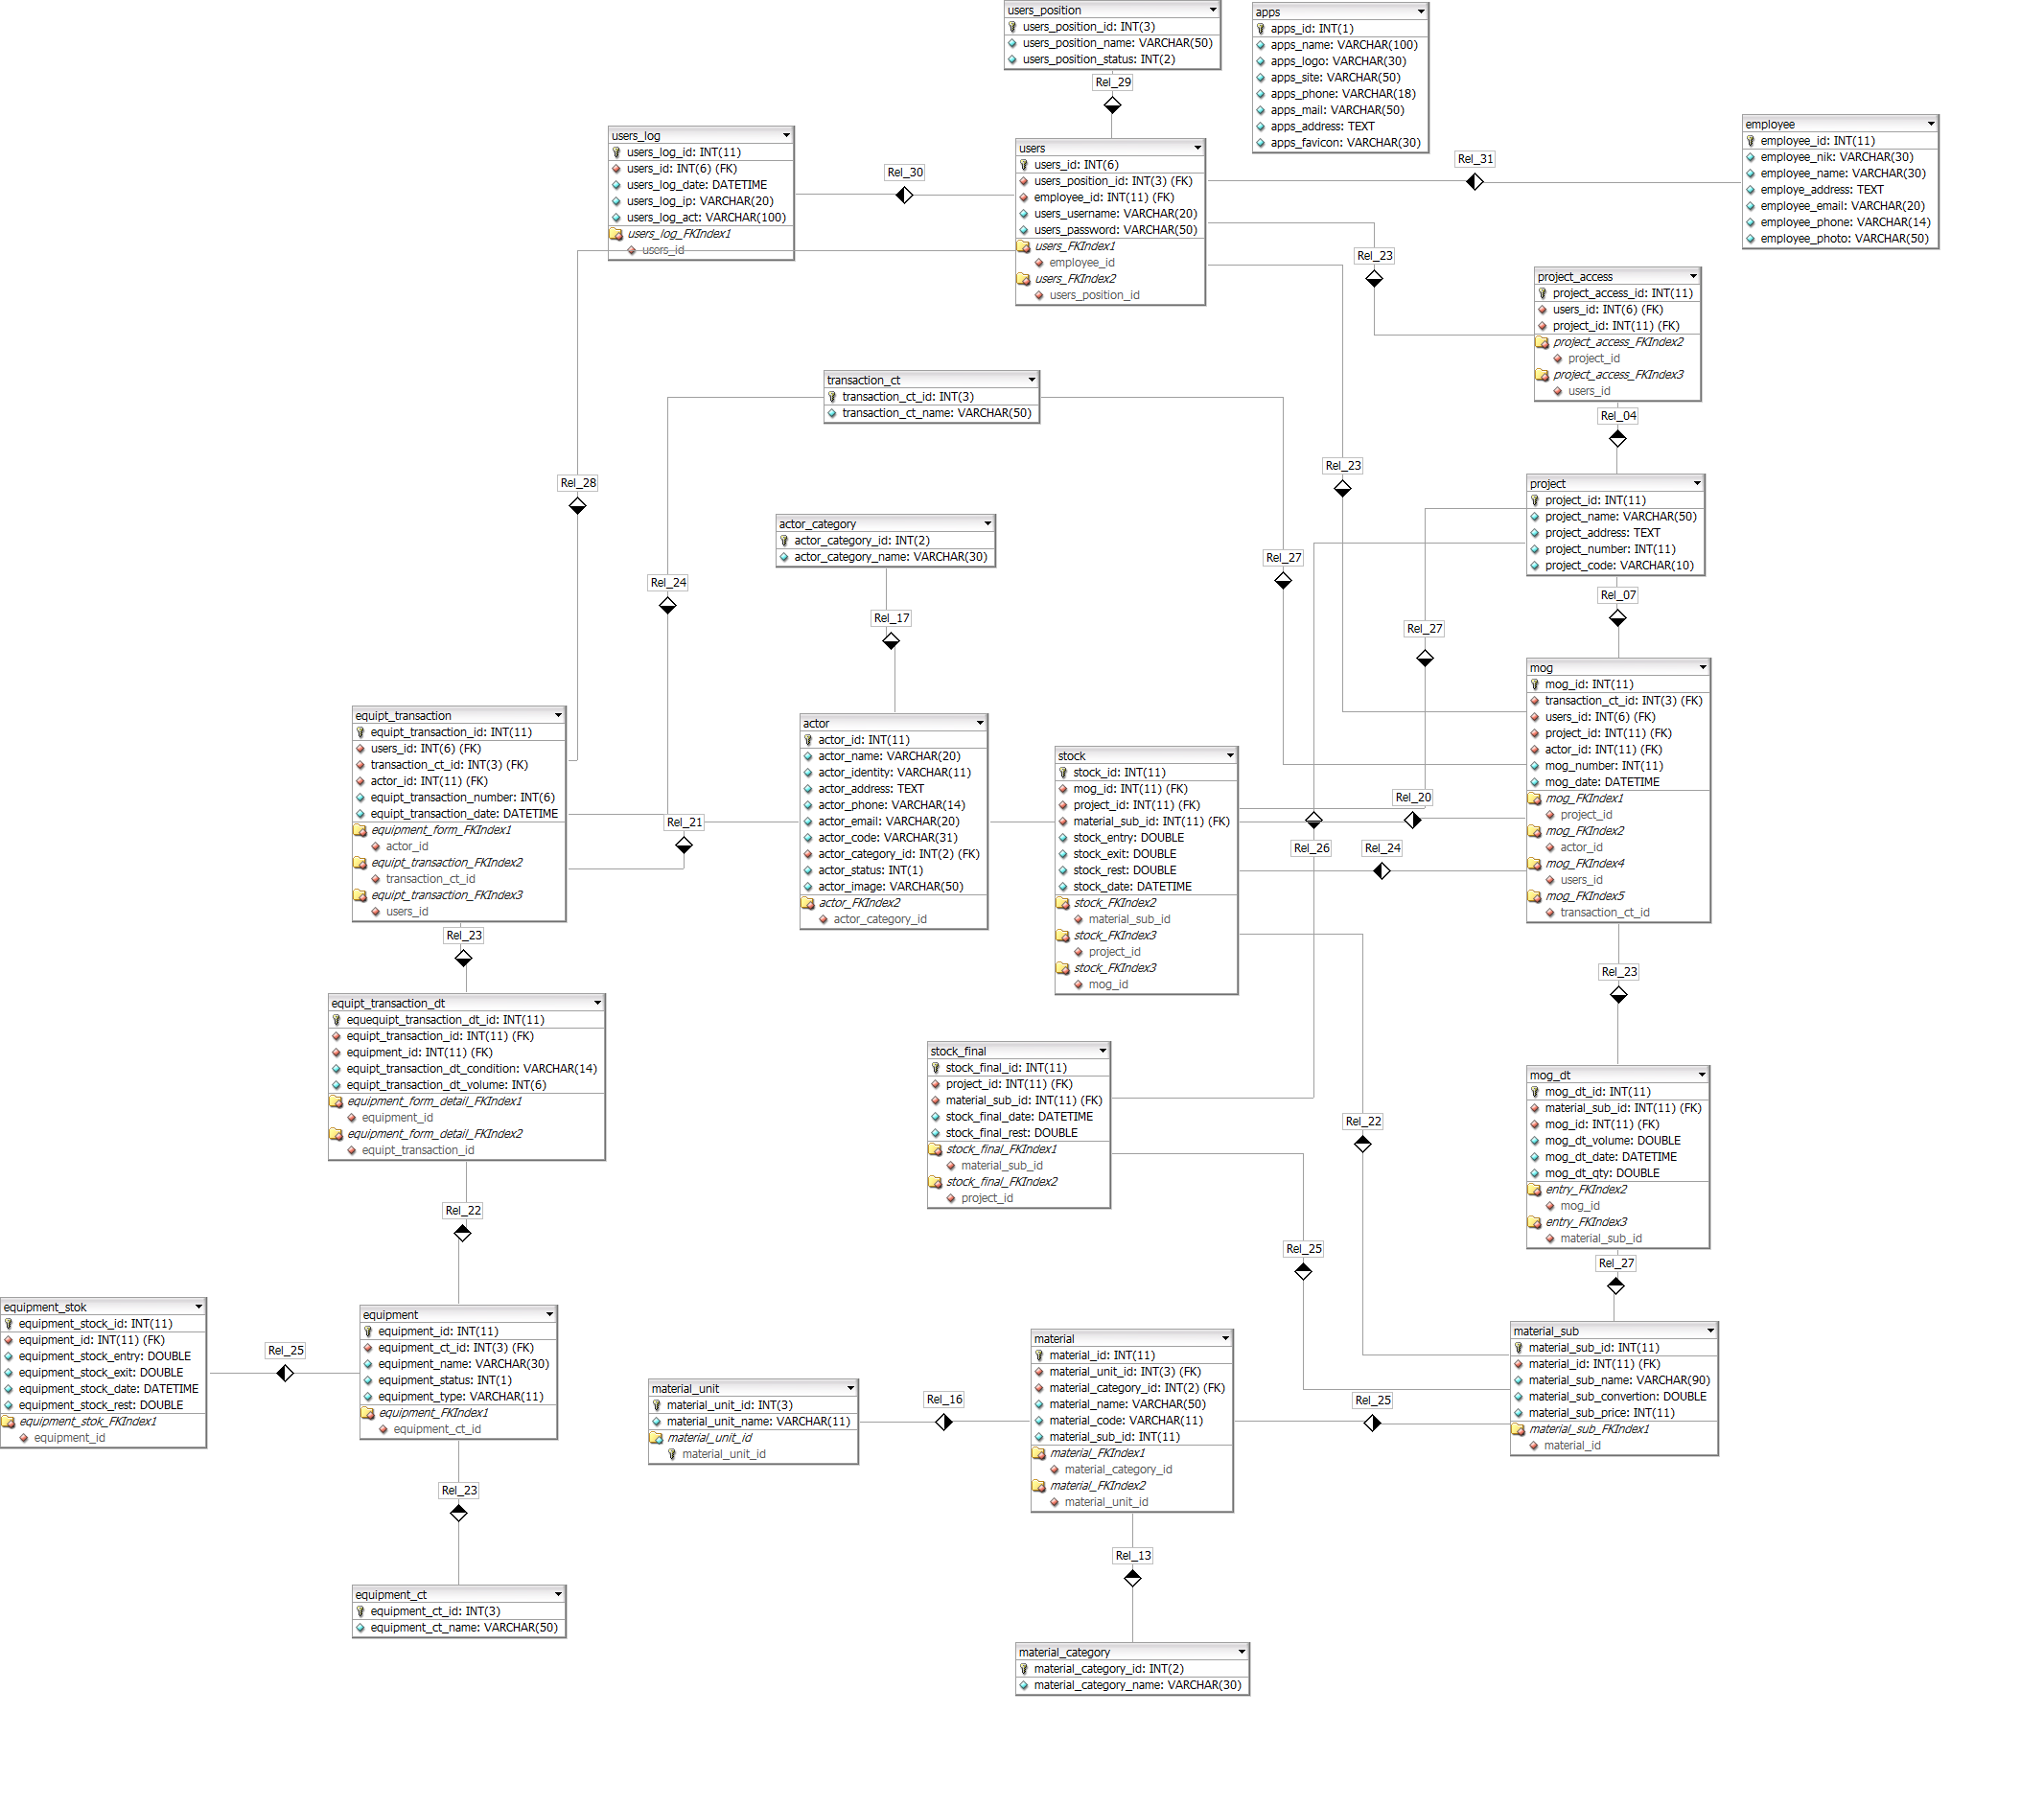 users_position
users_position_id: INT(3)
users_position_name: VARCHAR(50)
users_position_status: INT(2)
Rel_29
apps
apps_id: INT(1)
apps_name: VARCHAR(100)
apps_logo: VARCHAR(30)
apps_site: VARCHAR(50)
apps_phone: VARCHAR(18)
apps_mail: VARCHAR(50)
apps_address: TEXT
apps_favicon: VARCHAR(30)
employee
employee_id: INT(11)
employee_nik: VARCHAR(30)
employee_name: VARCHAR(30)
employe_address: TEXT
employee_email: VARCHAR(20)
employee_phone: VARCHAR(14)
employee_photo: VARCHAR(50)
users_log
users_log_id: INT(11)
users_id: INT(6) (FK)
users_log_date: DATETIME
users_log_ip: VARCHAR(20)
users_log_act: VARCHAR(100)
users_log_FKIndex1
users_id
Rel_30
users
users_id: INT(6)
users_position_id: INT(3) (FK)
employee_id: INT(11) (FK)
users_username: VARCHAR(20)
users_password: VARCHAR(50)
users_FKIndex1
employee_id
users_FKIndex2
users_position_id
Rel_31
Rel_23
project_access
project_access_id: INT(11)
users_id: INT(6) (FK)
project_id: INT(11) (FK)
project_access_FKIndex2
project_id
project_access_FKIndex3
users_id
Rel_04
transaction_ct
transaction_ct_id: INT(3)
transaction_ct_name: VARCHAR(50)
Rel_28
Rel_23
project
project_id: INT(11)
project_name: VARCHAR(50)
project_address: TEXT
project_number: INT(11)
project_code: VARCHAR(10)
Rel_07
actor_category
actor_category_id: INT(2)
actor_category_name: VARCHAR(30)
Rel_24
Rel_17
Rel_27
Rel_27
mog
mog_id: INT(11)
transaction_ct_id: INT(3) (FK)
users_id: INT(6) (FK)
project_id: INT(11) (FK)
actor_id: INT(11) (FK)
mog_number: INT(11)
mog_date: DATETIME
mog_FKIndex1
project_id
mog_FKIndex2
actor_id
mog_FKIndex4
users_id
mog_FKIndex5
transaction_ct_id
equipt_transaction
equipt_transaction_id: INT(11)
users_id: INT(6) (FK)
transaction_ct_id: INT(3) (FK)
actor_id: INT(11) (FK)
equipt_transaction_number: INT(6)
equipt_transaction_date: DATETIME
equipment_form_FKIndex1
actor_id
equipt_transaction_FKIndex2
transaction_ct_id
equipt_transaction_FKIndex3
users_id
Rel_21
actor
actor_id: INT(11)
actor_name: VARCHAR(20)
actor_identity: VARCHAR(11)
actor_address: TEXT
actor_phone: VARCHAR(14)
actor_email: VARCHAR(20)
actor_code: VARCHAR(31)
actor_category_id: INT(2) (FK)
actor_status: INT(1)
actor_image: VARCHAR(50)
actor_FKIndex2
actor_category_id
stock
stock_id: INT(11)
mog_id: INT(11) (FK)
project_id: INT(11) (FK)
material_sub_id: INT(11) (FK)
stock_entry: DOUBLE
stock_exit: DOUBLE
stock_rest: DOUBLE
stock_date: DATETIME
stock_FKIndex2
material_sub_id
stock_FKIndex3
project_id
stock_FKIndex3
mog_id
Rel_20
Rel_26
Rel_24
Rel_23
Rel_23
equipt_transaction_dt
equequipt_transaction_dt_id: INT(11)
equipt_transaction_id: INT(11) (FK)
equipment_id: INT(11) (FK)
equipt_transaction_dt_condition: VARCHAR(14)
equipt_transaction_dt_volume: INT(6)
equipment_form_detail_FKIndex1
equipment_id
equipment_form_detail_FKIndex2
equipt_transaction_id
stock_final
stock_final_id: INT(11)
project_id: INT(11) (FK)
material_sub_id: INT(11) (FK)
stock_final_date: DATETIME
stock_final_rest: DOUBLE
stock_final_FKIndex1
material_sub_id
stock_final_FKIndex2
project_id
Rel_22
mog_dt
mog_dt_id: INT(11)
material_sub_id: INT(11) (FK)
mog_id: INT(11) (FK)
mog_dt_volume: DOUBLE
mog_dt_date: DATETIME
mog_dt_qty: DOUBLE
entry_FKIndex2
mog_id
entry_FKIndex3
material_sub_id
Rel_22
Rel_25
Rel_27
equipment_stok
equipment_stock_id: INT(11)
equipment_id: INT(11) (FK)
equipment_stock_entry: DOUBLE
equipment_stock_exit: DOUBLE
equipment_stock_date: DATETIME
equipment_stock_rest: DOUBLE
equipment_stok_FKIndex1
equipment_id
Rel_25
equipment
equipment_id: INT(11)
equipment_ct_id: INT(3) (FK)
equipment_name: VARCHAR(30)
equipment_status: INT(1)
equipment_type: VARCHAR(11)
equipment_FKIndex1
equipment_ct_id
material_unit
material_unit_id: INT(3)
material_unit_name: VARCHAR(11)
material_unit_id
material_unit_id
Rel_16
material
material_id: INT(11)
material_unit_id: INT(3) (FK)
material_category_id: INT(2) (FK)
material_name: VARCHAR(50)
material_code: VARCHAR(11)
material_sub_id: INT(11)
material_FKIndex1
material_category_id
material_FKIndex2
material_unit_id
Rel_25
material_sub
material_sub_id: INT(11)
material_id: INT(11) (FK)
material_sub_name: VARCHAR(90)
material_sub_convertion: DOUBLE
material_sub_price: INT(11)
material_sub_FKIndex1
material_id
Rel_23
Rel_13
equipment_ct
equipment_ct_id: INT(3)
equipment_ct_name: VARCHAR(50)
material_category
material_category_id: INT(2)
material_category_name: VARCHAR(30)